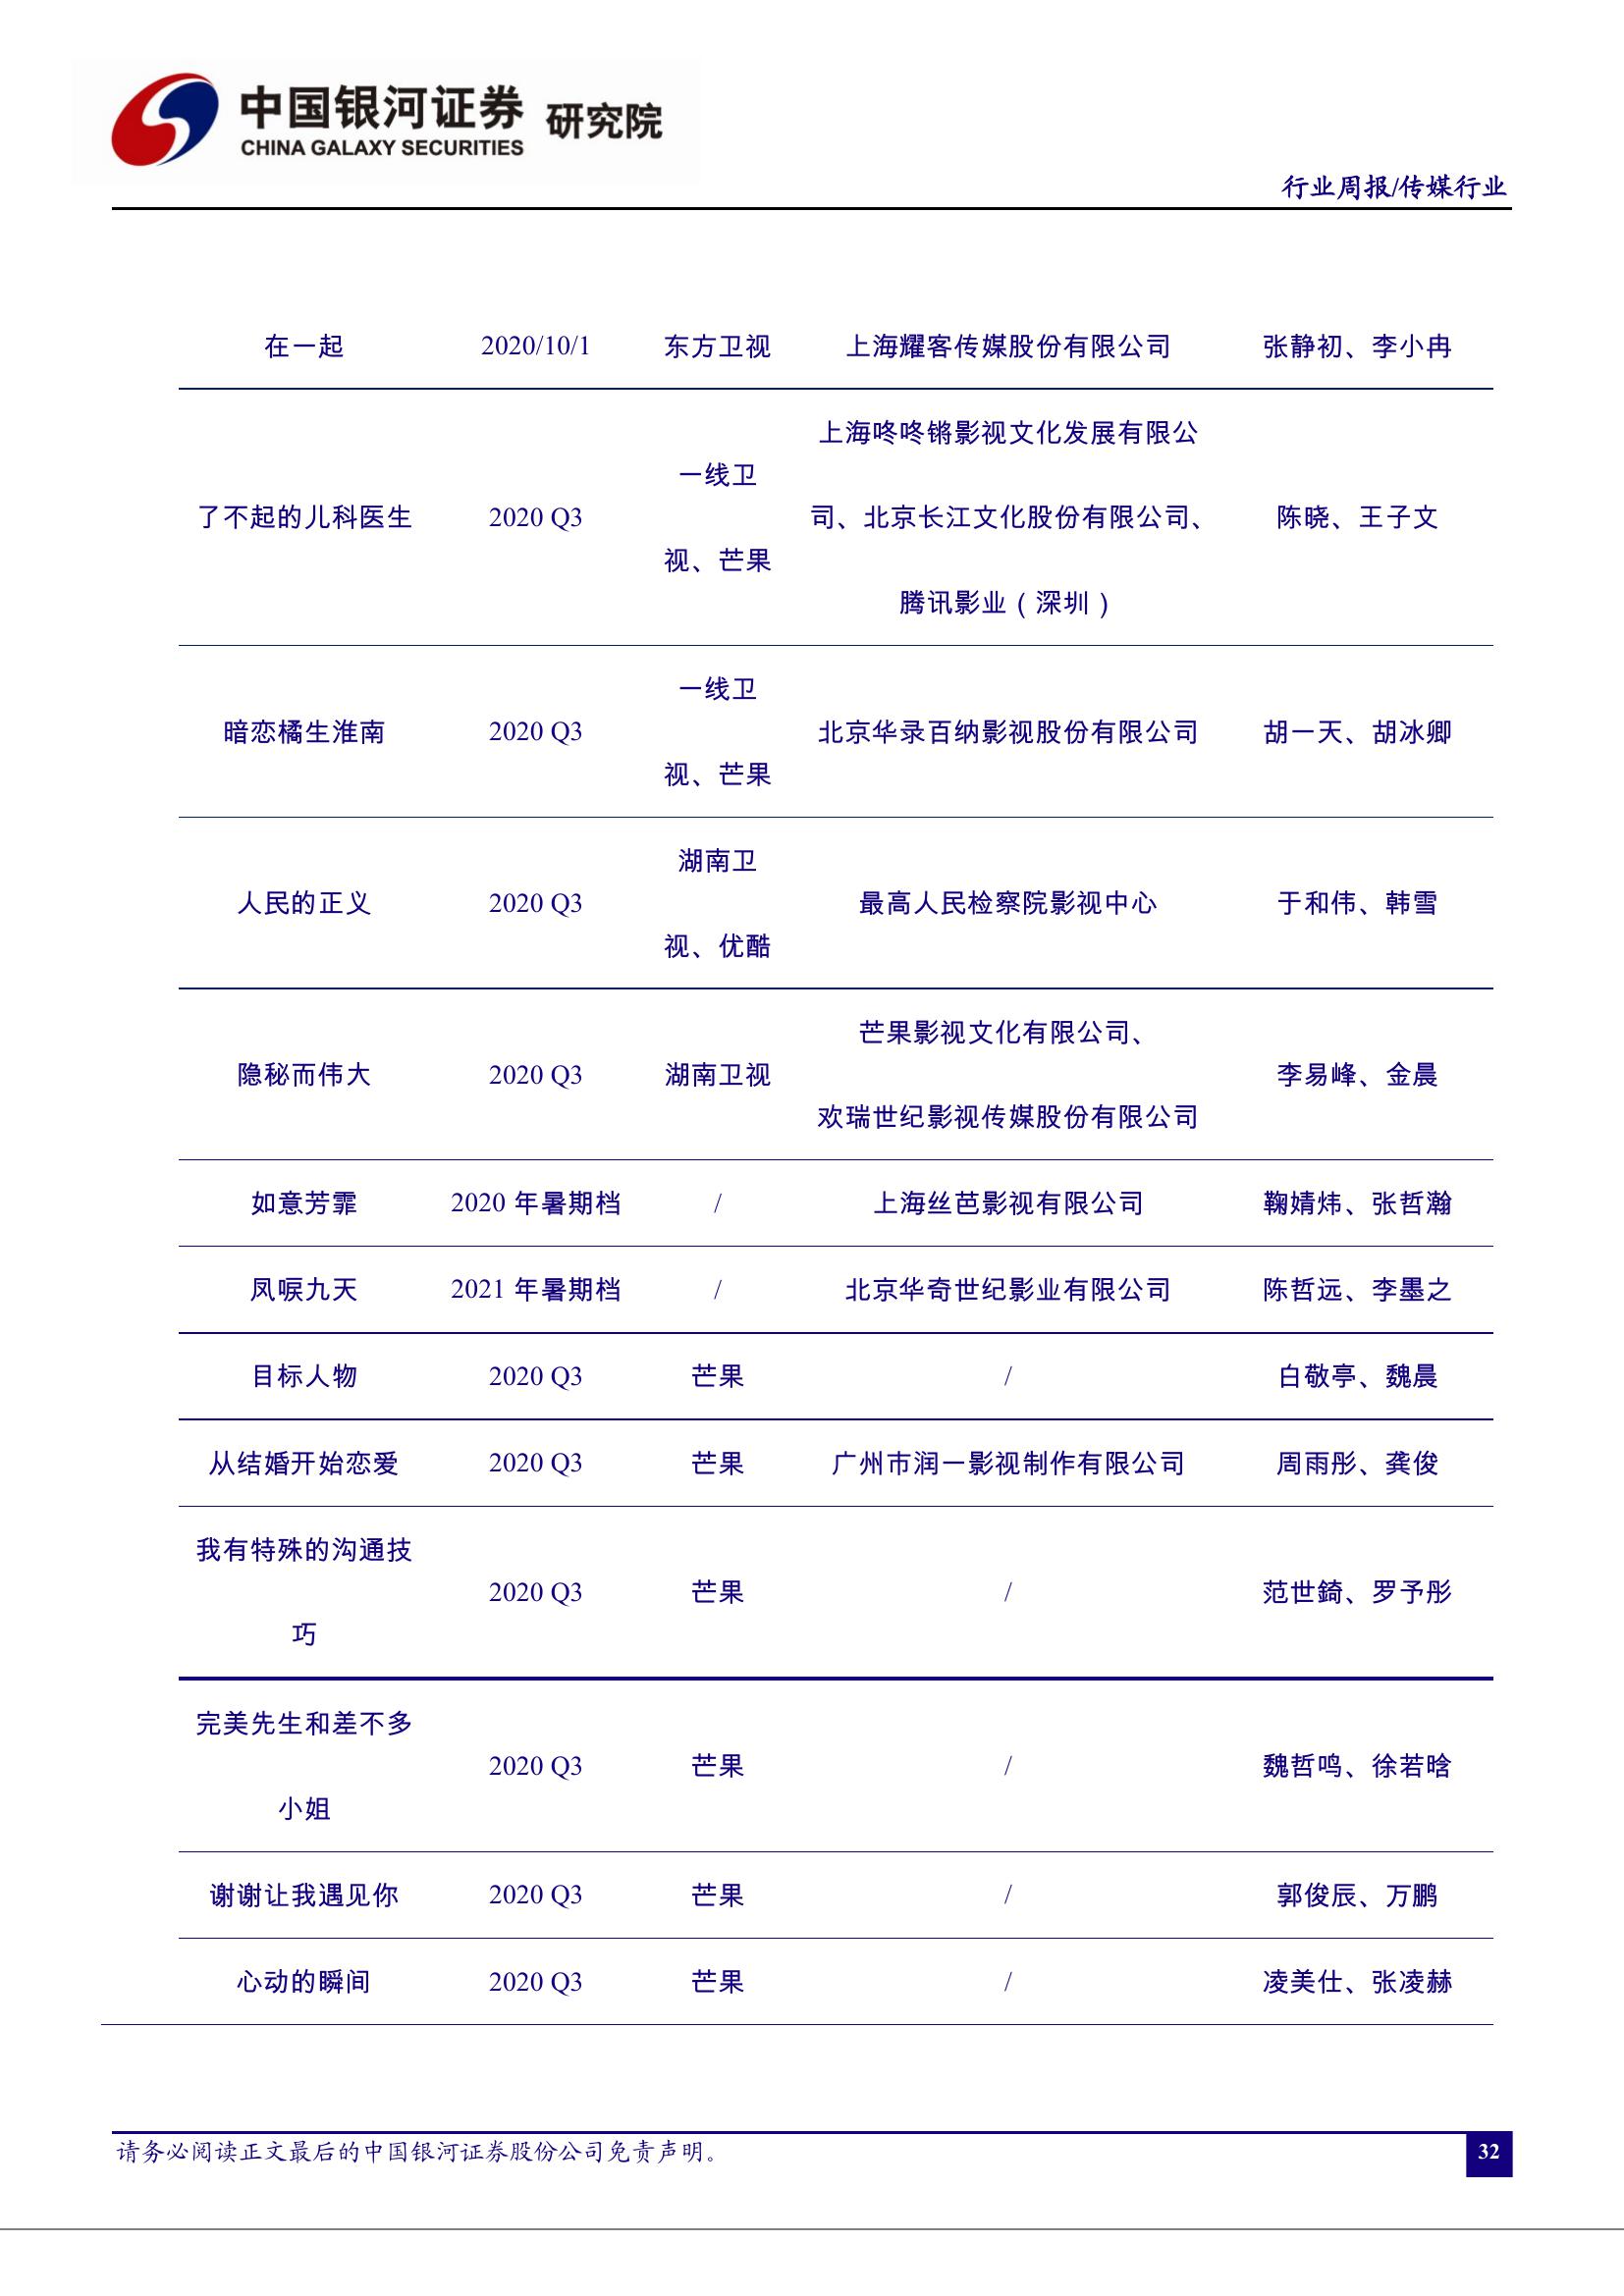 中国银河证券 研究院
CHINA GALAXY SECURITIES
行业周报/传媒行业
在一起 2020/10/1 东方卫视 上海耀客传媒股份有限公司 张静初、李小冉
了不起的儿科医生 2020 Q3 一线卫
视、芒果 上海咚咚锵影视文化发展有限公
司、北京长江文化股份有限公司、
腾讯影业（深圳） 陈晓、王子文
暗恋橘生淮南 2020 Q3 一线卫
视、芒果 北京华录百纳影视股份有限公司 胡一天、胡冰卿
人民的正义 2020 Q3 湖南卫
视、优酷 最高人民检察院影视中心 于和伟、韩雪
隐秘而伟大 2020 Q3 湖南卫视 芒果影视文化有限公司、
欢瑞世纪影视传媒股份有限公司 李易峰、金晨
如意芳霏 2020 年暑期档 / 上海丝芭影视有限公司 鞠婧炜、张哲瀚
凤唳九天 2021 年暑期档 / 北京华奇世纪影业有限公司 陈哲远、李墨之
目标人物 2020 Q3 芒果 / 白敬亭、魏晨
从结婚开始恋爱 2020 Q3 芒果 广州市润一影视制作有限公司 周雨彤、龚俊
我有特殊的沟通技
巧 2020 Q3 芒果 / 范世錡、罗予彤
完美先生和差不多
小姐 2020 Q3 芒果 / 魏哲鸣、徐若晗
谢谢让我遇见你 2020 Q3 芒果 / 郭俊辰、万鹏
心动的瞬间 2020 Q3 芒果 / 凌美仕、张凌赫
请务必阅读正文最后的中国银河证券股份公司免责声明。
32